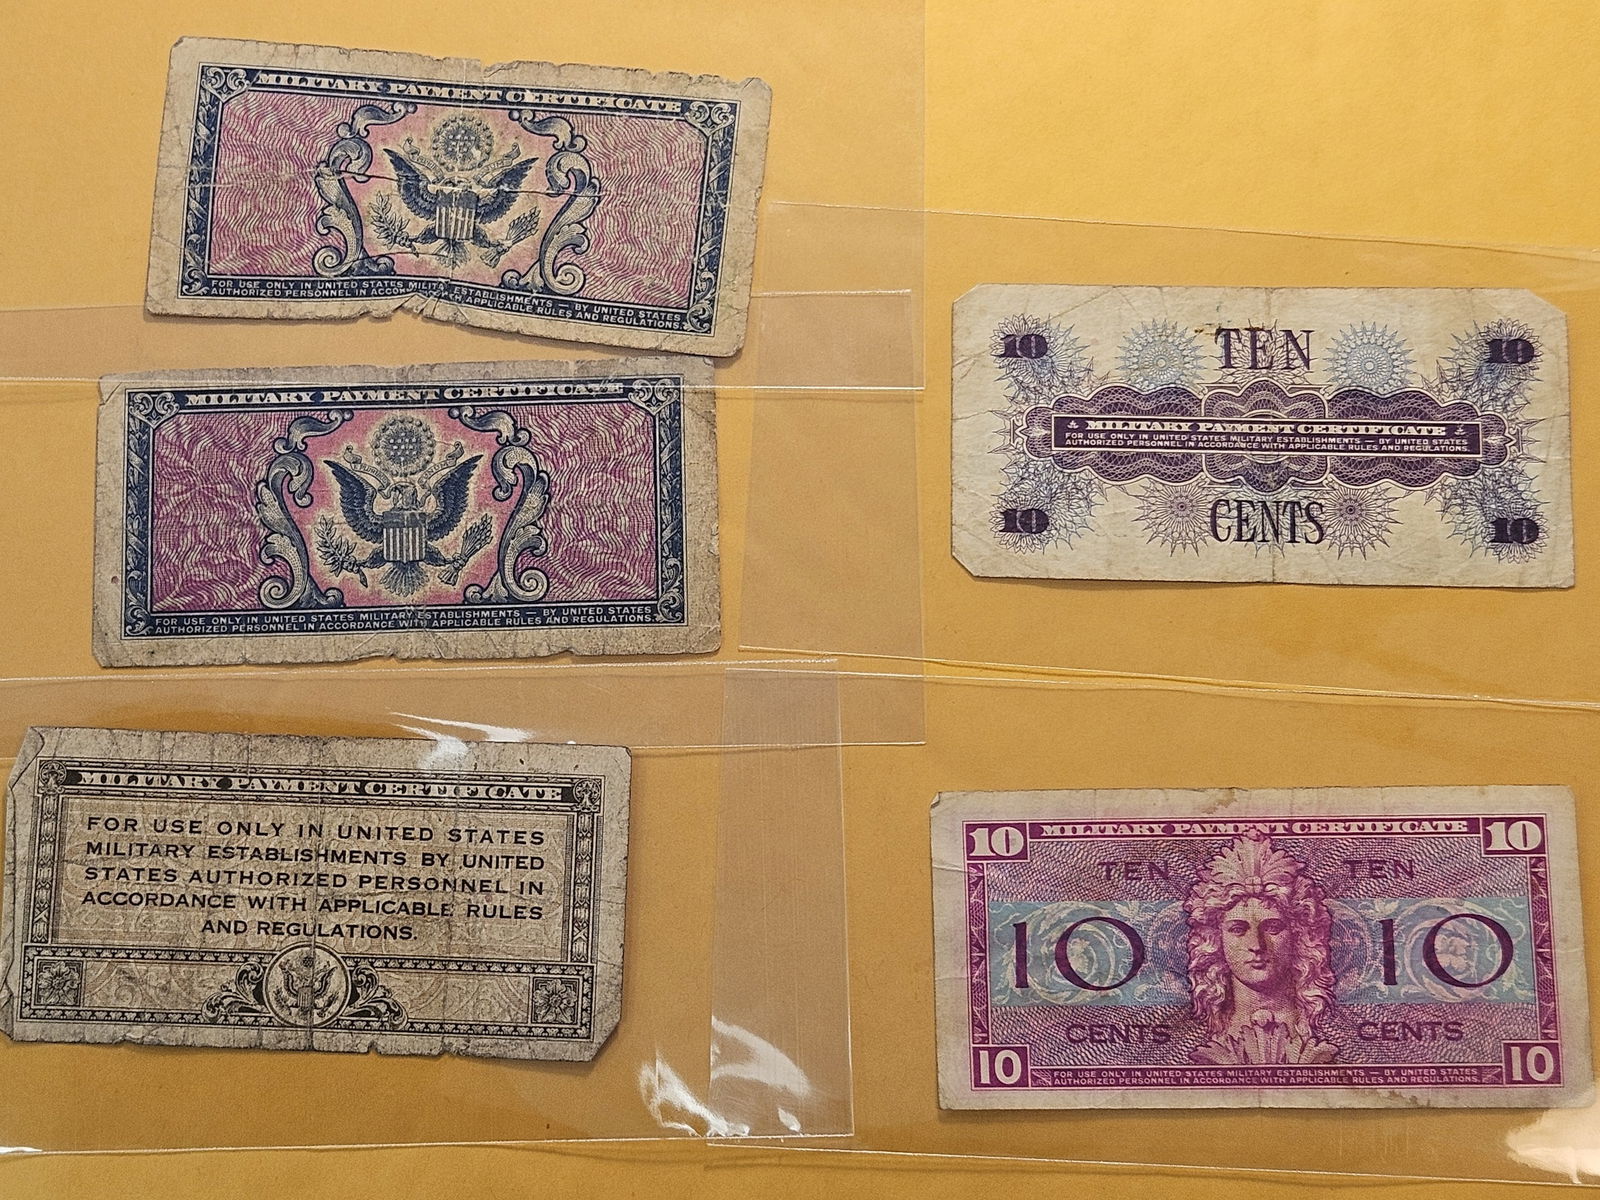 MILITARY PAYMENT CERTIFICATE
FOR USE ONLY IN UNITED STATES MILITARY ESTABLISHMENTS — BY UNITED STATES
AUTHORIZED PERSONNEL IN ACCORDANCE WITH APPLICABLE RULES AND REGULATIONS.
MILITARY PAYMENT CERTIFICATE
FOR USE ONLY IN UNITED STATES MILITARY ESTABLISHMENTS — BY UNITED STATES
AUTHORIZED PERSONNEL IN ACCORDANCE WITH APPLICABLE RULES AND REGULATIONS.
MILITARY PAYMENT CERTIFICATE
FOR USE ONLY IN UNITED STATES
MILITARY ESTABLISHMENTS BY UNITED
STATES AUTHORIZED PERSONNEL IN
ACCORDANCE WITH APPLICABLE RULES
AND REGULATIONS.
10 TEN 10
MILITARY PAYMENT CERTIFICATE
FOR USE ONLY IN UNITED STATES MILITARY ESTABLISHMENTS — BY UNITED STATES
AUTHORIZED PERSONNEL IN ACCORDANCE WITH APPLICABLE RULES AND REGULATIONS.
10 CENTS 10
10 MILITARY PAYMENT CERTIFICATE 10
TEN TEN
10 10
CENTS CENTS
10 10
FOR USE ONLY IN UNITED STATES MILITARY ESTABLISHMENTS — BY UNITED STATES
AUTHORIZED PERSONNEL IN ACCORDANCE WITH APPLICABLE RULES AND REGULATIONS.